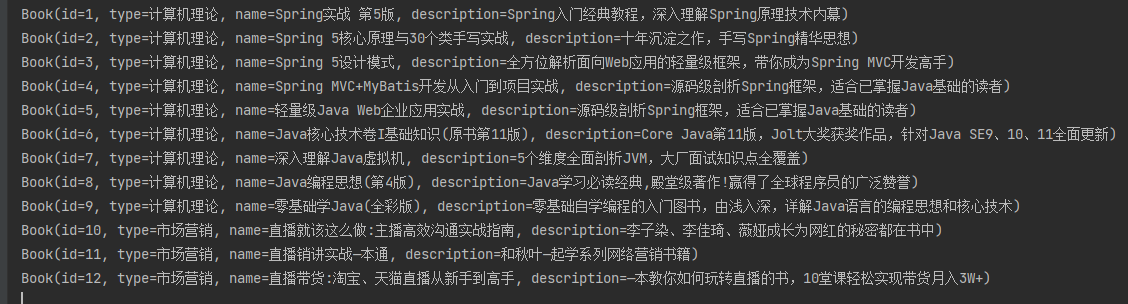 Book(id=1, type=计算机理论, name=Spring实战 第5版, description=Spring入门经典教程，深入理解Spring原理技术内幕)
Book(id=2, type=计算机理论, name=Spring 5核心原理与30个类手写实战, description=十年沉淀之作，手写Spring精华思想)
Book(id=3, type=计算机理论, name=Spring 5设计模式, description=全方位解析面向Web应用的轻量级框架，带你成为Spring MVC开发高手)
Book(id=4, type=计算机理论, name=Spring MVC+MyBatis开发从入门到项目实战, description=源码级剖析Spring框架，适合已掌握Java基础的读者)
Book(id=5, type=计算机理论, name=轻量级Java Web企业应用实战, description=源码级剖析Spring框架，适合已掌握Java基础的读者)
Book(id=6, type=计算机理论, name=Java核心技术卷I基础知识(原书第11版), description=Core Java第11版，Jolt大奖获奖作品，针对Java SE9、10、11全面更新)
Book(id=7, type=计算机理论, name=深入理解Java虚拟机, description=5个维度全面剖析JVM，大厂面试知识点全覆盖)
Book(id=8, type=计算机理论, name=Java编程思想(第4版), description=Java学习必读经典,殿堂级著作!赢得了全球程序员的广泛赞誉)
Book(id=9, type=计算机理论, name=零基础学Java(全彩版), description=零基础自学编程的入门图书，由浅入深，详解Java语言的编程思想和核心技术)
Book(id=10, type=市场营销, name=直播就该这么做:主播高效沟通实战指南, description=李子柒、李佳琦、薇娅成长为网红的秘密都在书中)
Book(id=11, type=市场营销, name=直播销讲实战一本通, description=和秋叶一起学系列网络营销书籍)
Book(id=12, type=市场营销, name=直播带货:淘宝、天猫直播从新手到高手, description=一本教你如何玩转直播的书，10堂课轻松实现带货月入3W+)